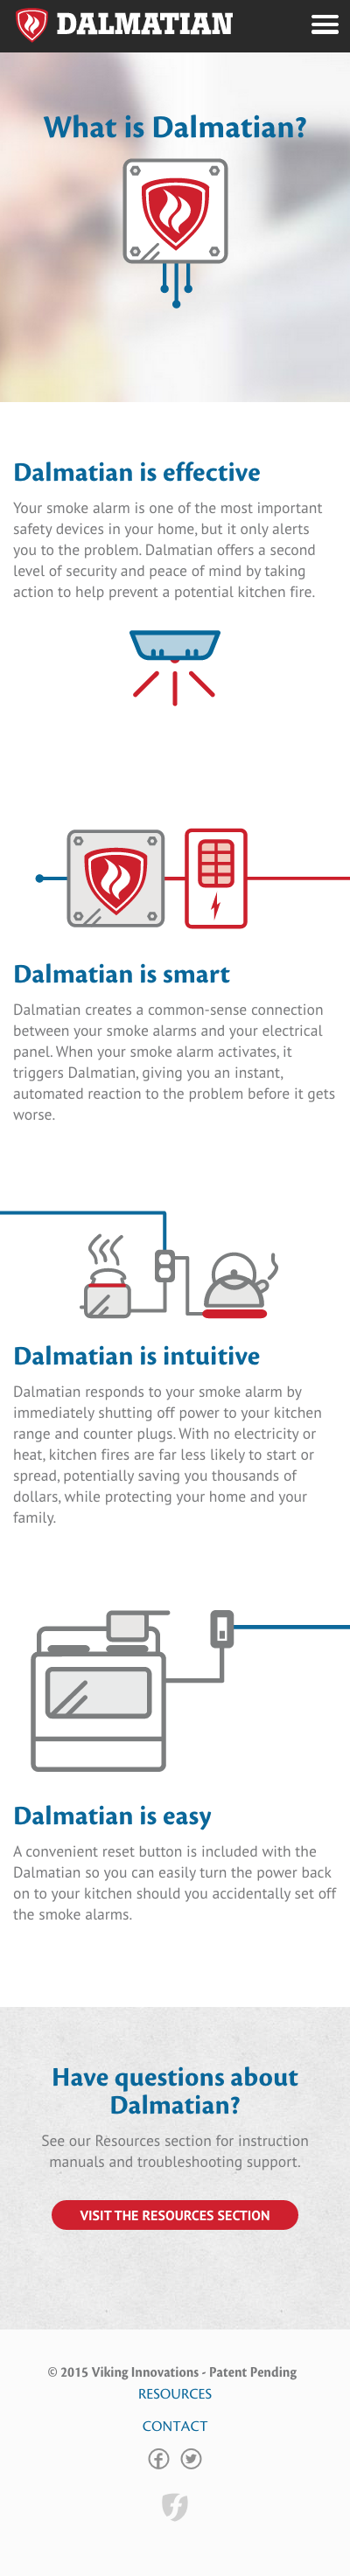 DALMATIAN
What is Dalmatian?
Dalmatian is effective
Your smoke alarm is one of the most important
safety devices in your home, but it only alerts
you to the problem. Dalmatian offers a second
level of security and peace of mind by taking
action to help prevent a potential kitchen fire.
Dalmatian is smart
Dalmatian creates a common-sense connection
between your smoke alarms and your electrical
panel. When your smoke alarm activates, it
triggers Dalmatian, giving you an instant,
automated reaction to the problem before it gets
worse.
Dalmatian is intuitive
Dalmatian responds to your smoke alarm by
immediately shutting off power to your kitchen
range and counter plugs. With no electricity or
heat, kitchen fires are far less likely to start or
spread, potentially saving you thousands of
dollars, while protecting your home and your
family.
Dalmatian is easy
A convenient reset button is included with the
Dalmatian so you can easily turn the power back
on to your kitchen should you accidentally set off
the smoke alarms.
Have questions about
Dalmatian?
See our Resources section for instruction
manuals and troubleshooting support.
VISIT THE RESOURCES SECTION
© 2015 Viking Innovations - Patent Pending
RESOURCES
CONTACT